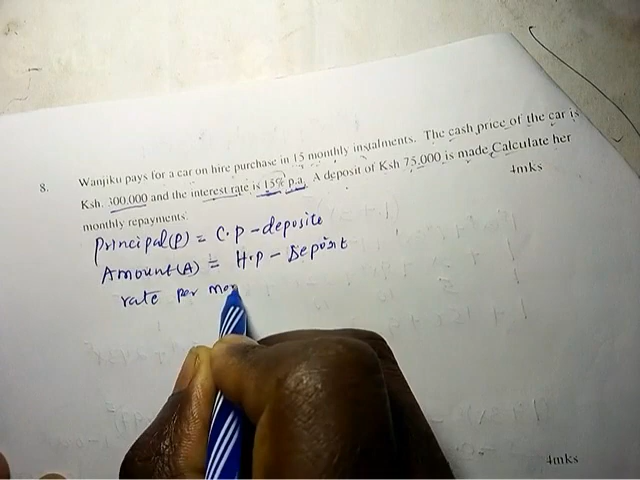 8. Wanjiku pays for a car on hire purchase in 15 monthly instalments. The cash price of the car is
Ksh. 300,000 and the interest rate is 15% p.a. A deposit of Ksh 75,000 is made. Calculate her
monthly repayments.
4mks
Principal(P) = C.P - deposite
Amount(A) = H.P - Deposit
rate per mon
4mks